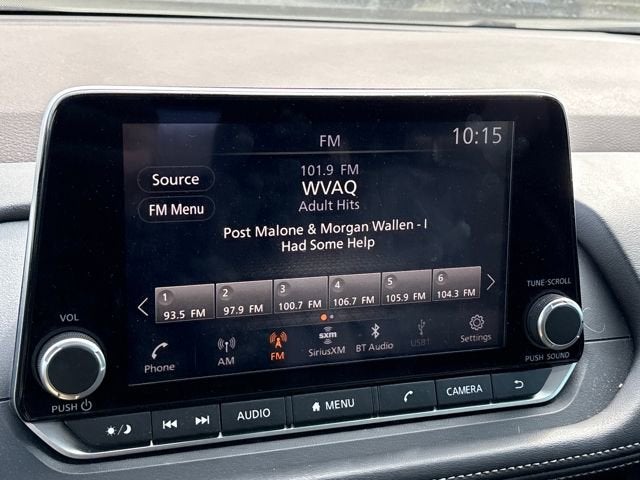 FM 10:15
Source
FM Menu
101.9 FM
WVAQ
Adult Hits
Post Malone & Morgan Wallen - I
Had Some Help
1 2 3 4 5 6
93.5 FM 97.9 FM 100.7 FM 106.7 FM 105.9 FM 104.3 FM
sxm
Phone AM FM SiriusXM BT Audio USB1 Settings
VOL
PUSH
TUNE·SCROLL
PUSH SOUND
AUDIO MENU CAMERA